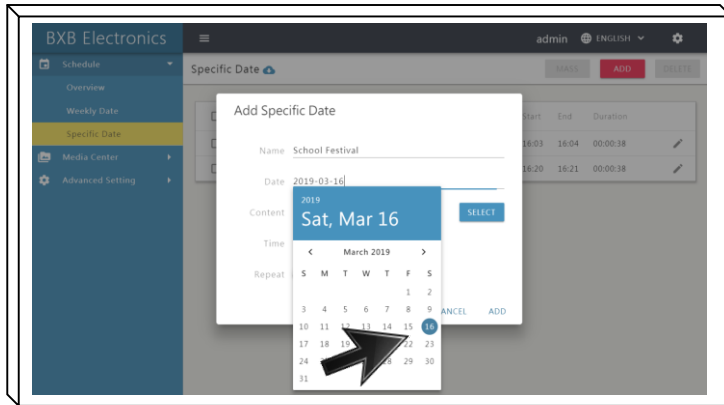 BXB Electronics
admin ENGLISH
Schedule
Specific Date
ADD DELETE
Overview
Weekly Date
Specific Date
Media Center
Advanced Setting
Start End Duration
16:03 16:04 00:00:38
16:20 16:21 00:00:38
Add Specific Date
Name School Festival
Date 2019-03-16
Content SELECT
Time
Repeat
2019
Sat, Mar 16
March 2019
S M T W T F S
1 2
3 4 5 6 7 8 9
10 11 12 13 14 15 16
17 18 19 22 23
24 28 29 30
31
ANCEL ADD